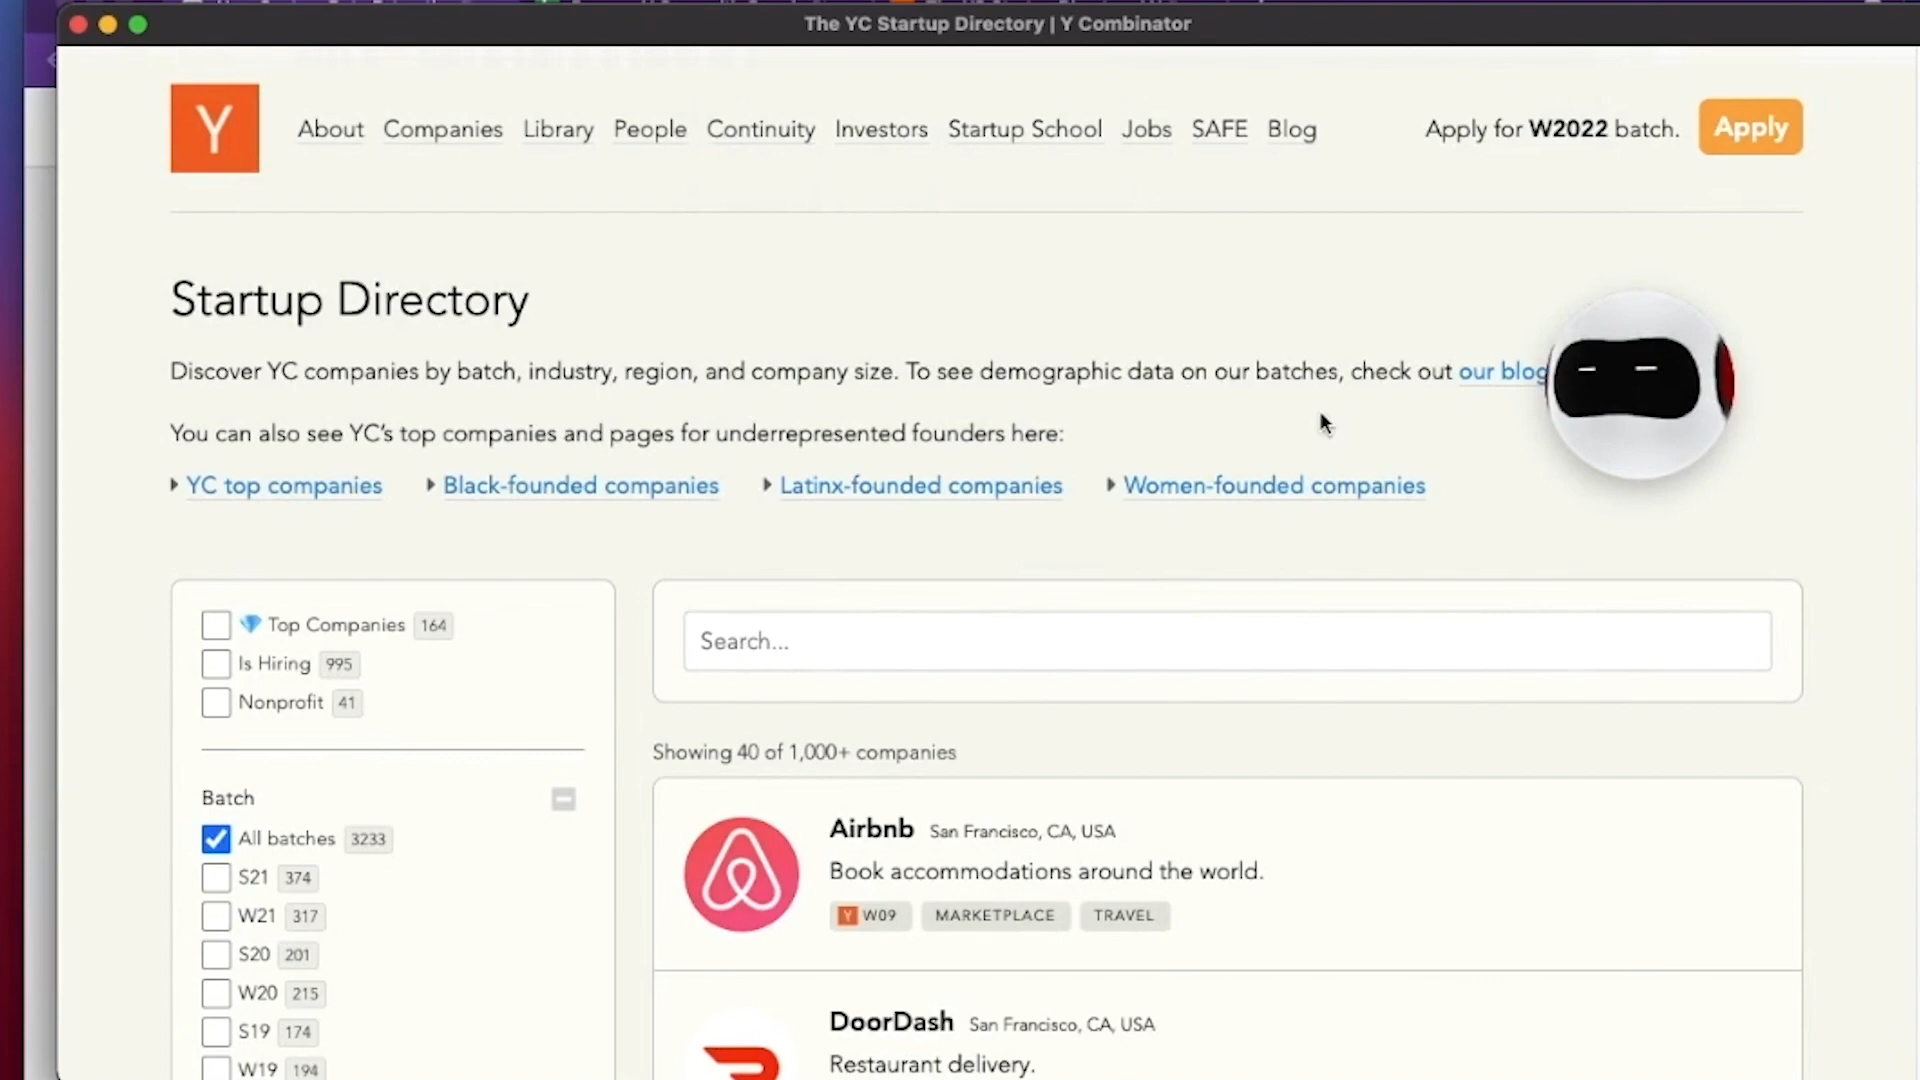 The YC Startup Directory | Y Combinator
Y
About Companies Library People Continuity Investors Startup School Jobs SAFE Blog
Apply for W2022 batch.
Apply
Startup Directory
Discover YC companies by batch, industry, region, and company size. To see demographic data on our batches, check out our blog
You can also see YC's top companies and pages for underrepresented founders here:
YC top companies Black-founded companies Latinx-founded companies Women-founded companies
Top Companies 164
Is Hiring 995
Nonprofit 41
Batch
All batches 3233
S21 374
W21 317
S20 201
W20 215
S19 174
W19 194
Search...
Showing 40 of 1,000+ companies
Airbnb San Francisco, CA, USA
Book accommodations around the world.
Y W09 MARKETPLACE TRAVEL
DoorDash San Francisco, CA, USA
Restaurant delivery.